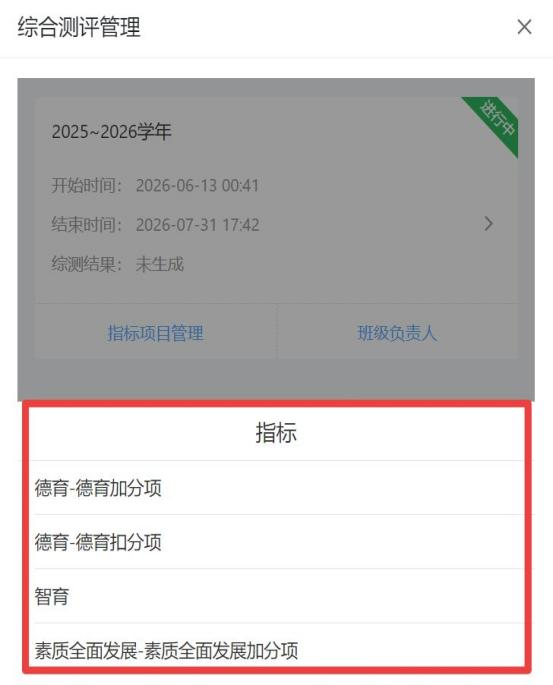 综合测评管理
2025~2026学年
进行中
开始时间： 2026-06-13 00:41
结束时间： 2026-07-31 17:42
综测结果： 未生成
指标项目管理
班级负责人
指标
德育-德育加分项
德育-德育扣分项
智育
素质全面发展-素质全面发展加分项